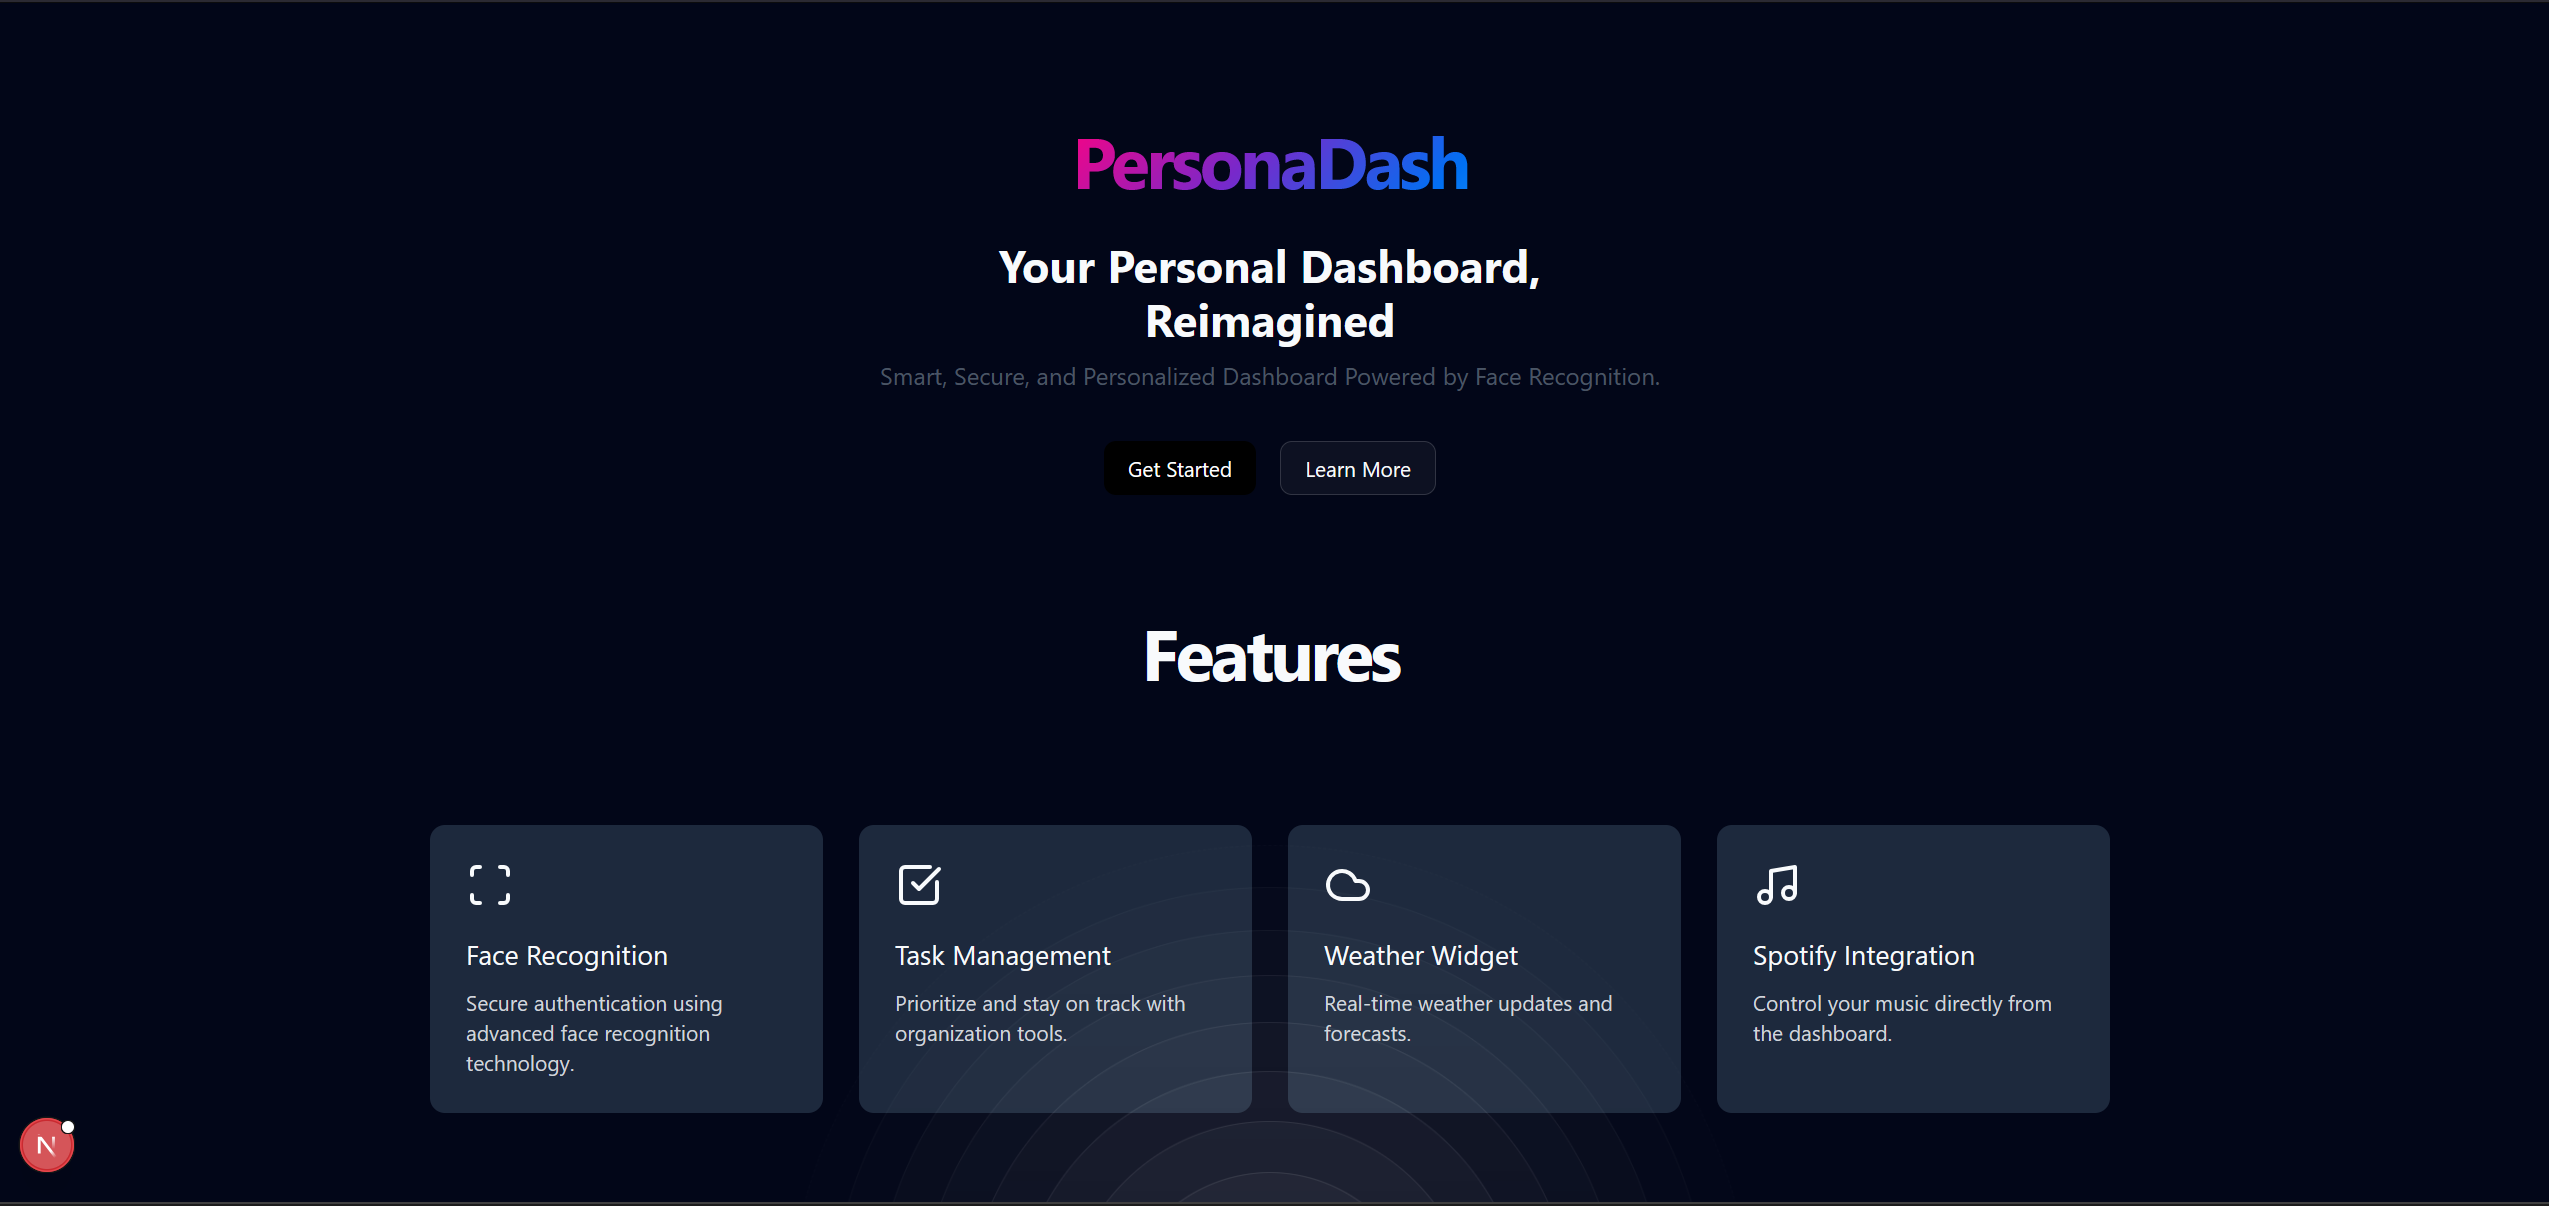 PersonaDash
Your Personal Dashboard,
Reimagined
Smart, Secure, and Personalized Dashboard Powered by Face Recognition.
Get Started
Learn More
Features
Face Recognition
Secure authentication using
advanced face recognition
technology.
Task Management
Prioritize and stay on track with
organization tools.
Weather Widget
Real-time weather updates and
forecasts.
Spotify Integration
Control your music directly from
the dashboard.
N